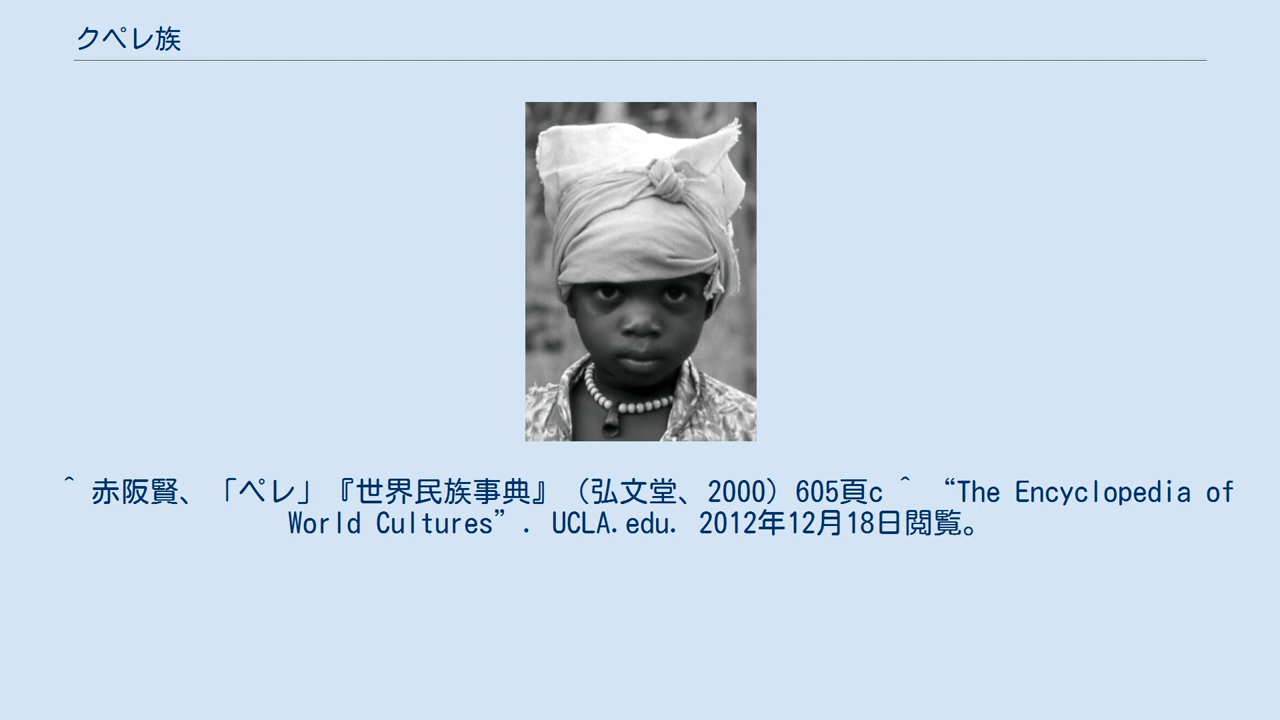 クペレ族
^ 赤阪賢、「ペレ」『世界民族事典』（弘文堂、2000）605頁c ^ “The Encyclopedia of
World Cultures”. UCLA.edu. 2012年12月18日閲覧。